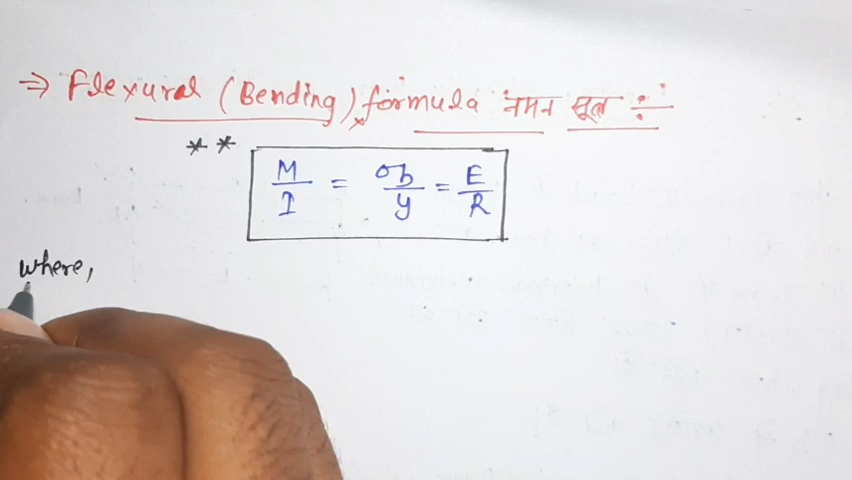 ⇒ Flexural (Bending) formula नमन सूत्र :-
** M/I = σb/y = E/R
where,